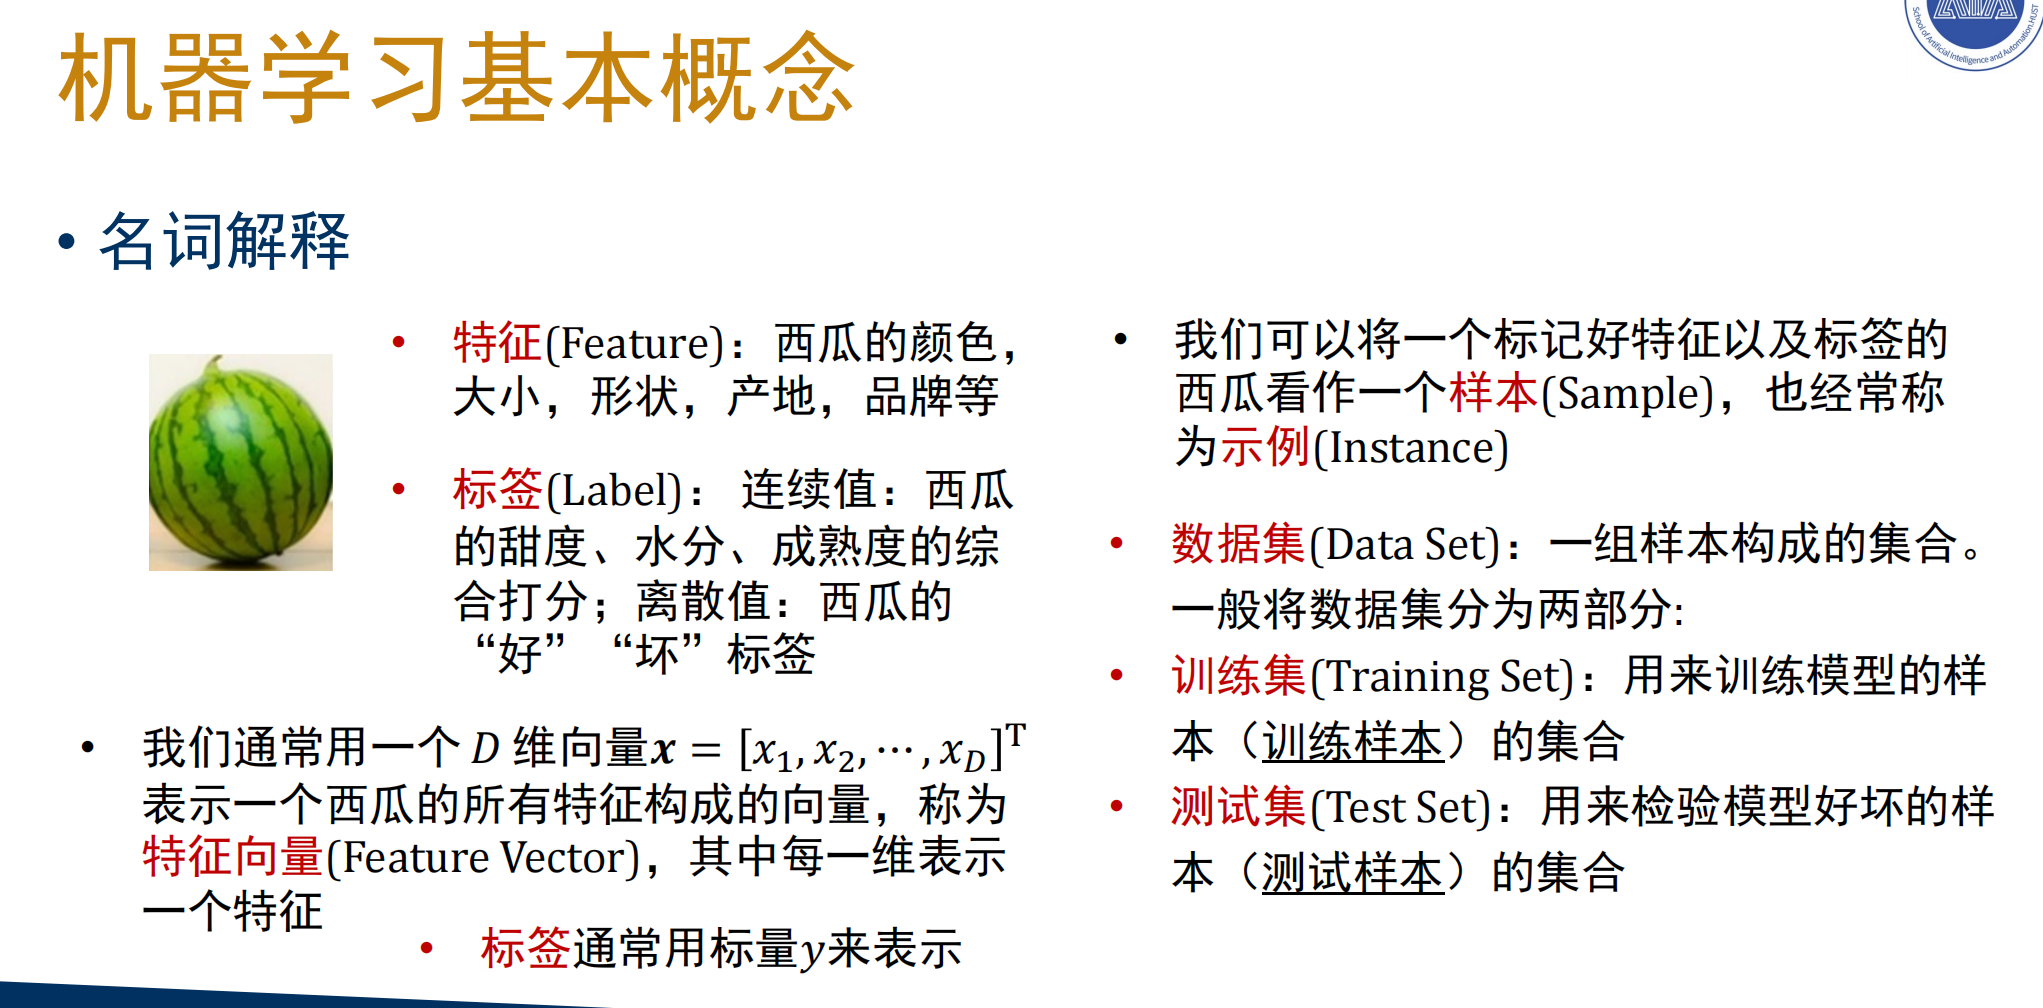 机器学习基本概念
School of Artificial Intelligence and Automation.HUST
• 名词解释
• 特征(Feature)：西瓜的颜色，
大小，形状，产地，品牌等
• 标签(Label)： 连续值：西瓜
的甜度、水分、成熟度的综
合打分；离散值：西瓜的
“好” “坏”标签
• 我们通常用一个 D 维向量x = [x₁, x₂, ⋯ , x_D]ᵀ
表示一个西瓜的所有特征构成的向量，称为
特征向量(Feature Vector)，其中每一维表示
一个特征
• 标签通常用标量y来表示
• 我们可以将一个标记好特征以及标签的
西瓜看作一个样本(Sample)，也经常称
为示例(Instance)
• 数据集(Data Set)：一组样本构成的集合。
一般将数据集分为两部分:
• 训练集(Training Set)：用来训练模型的样
本（训练样本）的集合
• 测试集(Test Set)：用来检验模型好坏的样
本（测试样本）的集合